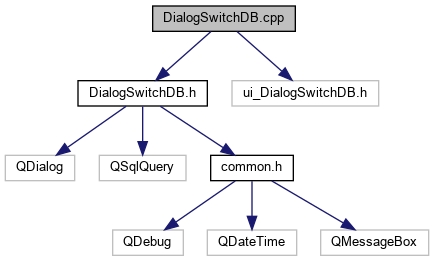 DialogSwitchDB.cpp
DialogSwitchDB.h
ui_DialogSwitchDB.h
QDialog
QSqlQuery
common.h
QDebug
QDateTime
QMessageBox